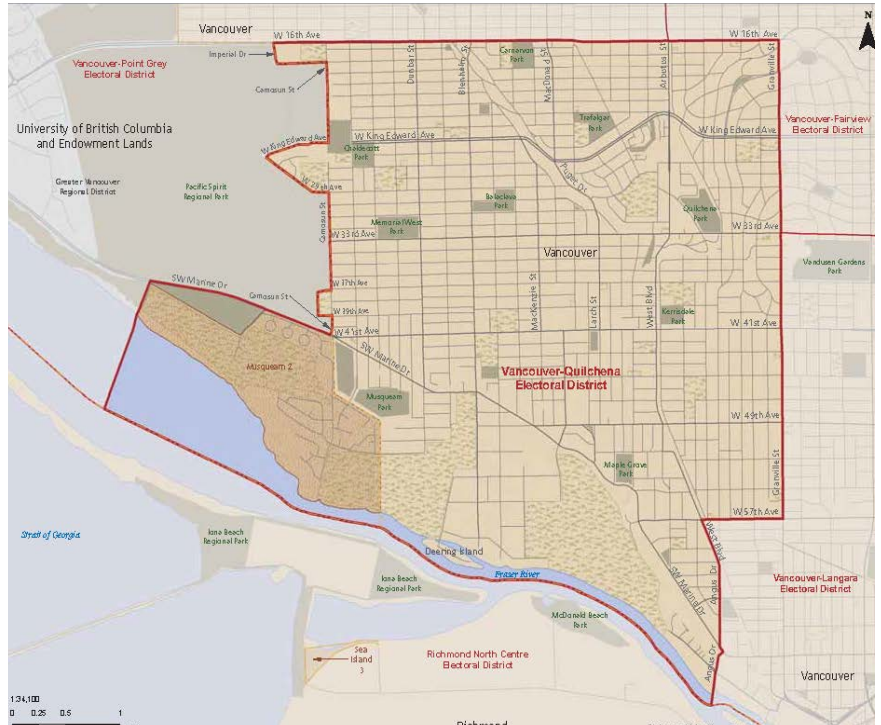 Vancouver
W 16th Ave
W 16th Ave
N
Imperial Dr
Vancouver-Point Grey
Electoral District
Camosun St
Dunbar St
Blenheim St
Carnarvon
Park
MacDonald St
Arbutus St
Granville St
University of British Columbia
and Endowment Lands
Trafalgar
Park
Vancouver-Fairview
Electoral District
W King Edward Ave
W King Edward Ave
W King Edward Ave
Chaldecott
Park
Puget Dr
Greater Vancouver
Regional District
Pacific Spirit
Regional Park
W 29th Ave
Balaclava
Park
Quilchena
Park
Camosun St
Memorial West
Park
W 33rd Ave
W 33rd Ave
Vancouver
Vandusen Gardens
Park
SW Marine Dr
W 37th Ave
Camosun St
W 39th Ave
MacKenzie St
Larch St
West Blvd
Kerrisdale
Park
W 41st Ave
W 41st Ave
SW Marine Dr
Musqueam 2
Vancouver-Quilchena
Electoral District
Musqueam
Park
W 49th Ave
Maple Grove
Park
Granville St
W 57th Ave
West Blvd
Strait of Georgia
Iona Beach
Regional Park
Deering Island
Fraser River
Iona Beach
Regional Park
SW Marine Dr
Angus Dr
Vancouver-Langara
Electoral District
McDonald Beach
Park
Sea
Island
3
Richmond North Centre
Electoral District
Angus Dr
Vancouver
1:34,100
0 0.25 0.5 1
Richmond